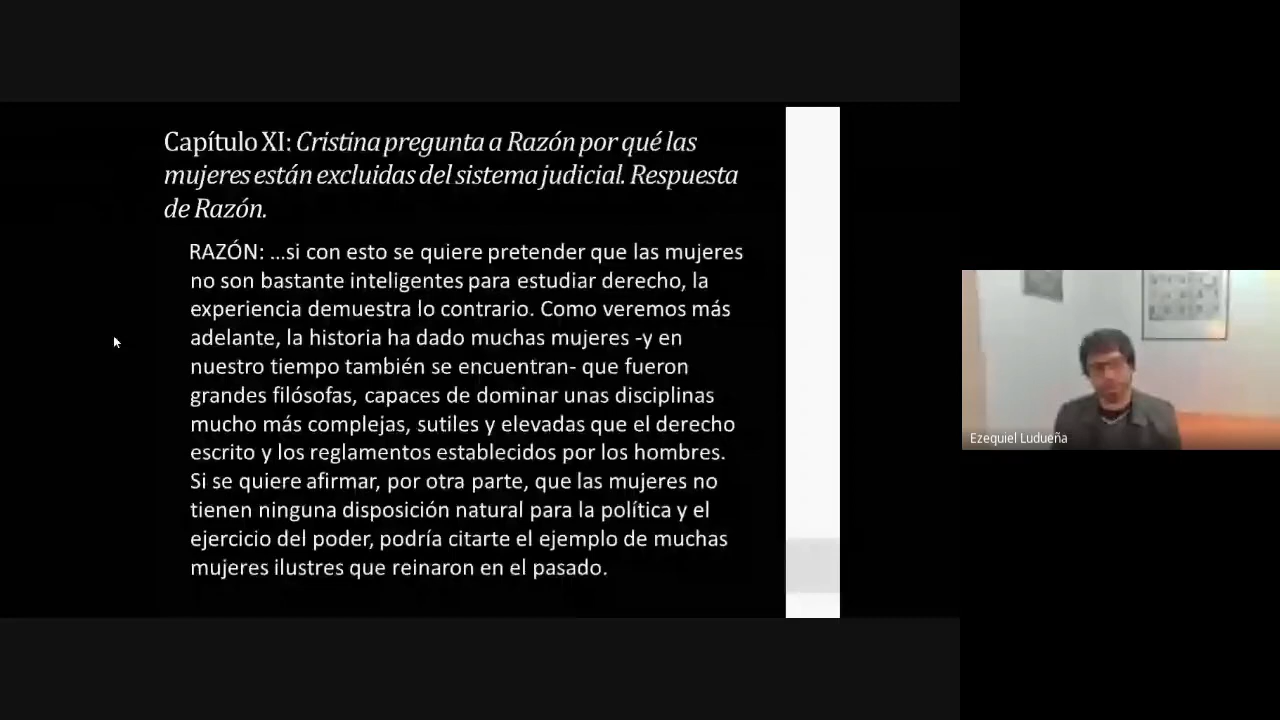 Capítulo XI: Cristina pregunta a Razón por qué las
mujeres están excluidas del sistema judicial. Respuesta
de Razón.
RAZÓN: …si con esto se quiere pretender que las mujeres
no son bastante inteligentes para estudiar derecho, la
experiencia demuestra lo contrario. Como veremos más
adelante, la historia ha dado muchas mujeres -y en
nuestro tiempo también se encuentran- que fueron
grandes filósofas, capaces de dominar unas disciplinas
mucho más complejas, sutiles y elevadas que el derecho
escrito y los reglamentos establecidos por los hombres.
Si se quiere afirmar, por otra parte, que las mujeres no
tienen ninguna disposición natural para la política y el
ejercicio del poder, podría citarte el ejemplo de muchas
mujeres ilustres que reinaron en el pasado.
Ezequiel Ludueña